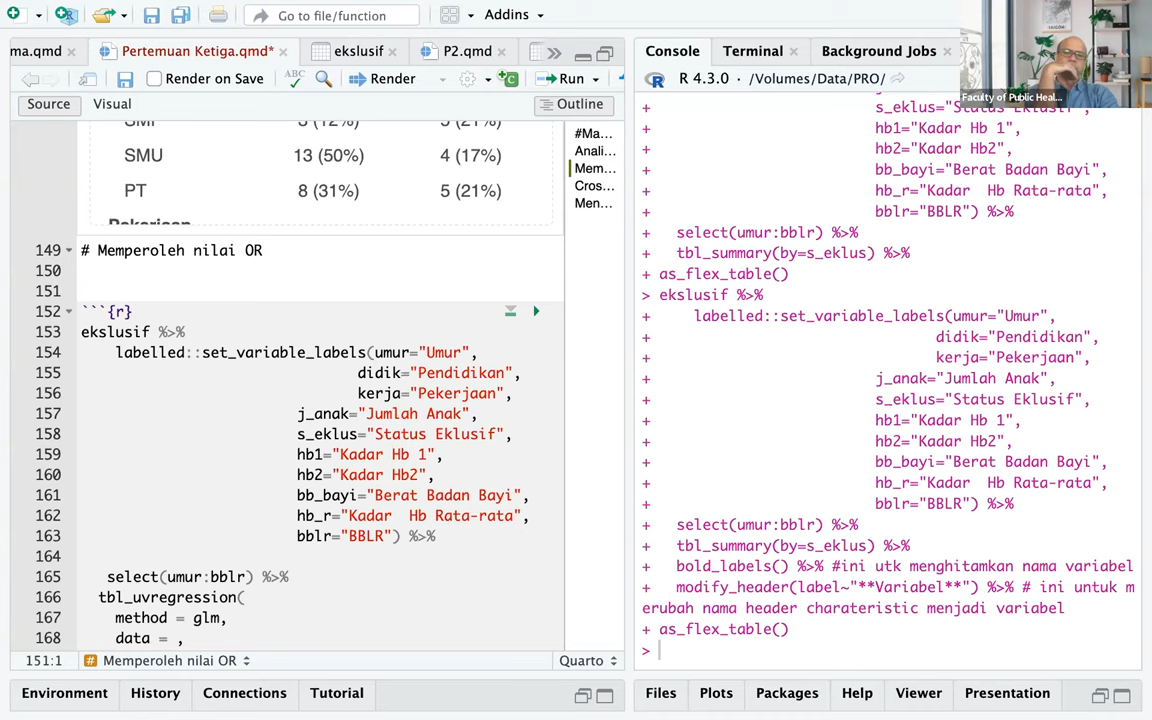 Go to file/function
Addins
ma.qmd
Pertemuan Ketiga.qmd*
ekslusif
P2.qmd
Render on Save
ABC
Render
Run
Source
Visual
Outline
SMU
13 (50%)
4 (17%)
PT
8 (31%)
5 (21%)
#Ma...
Anali...
Mem...
Cros...
Men...
149 # Memperoleh nilai OR
150
151
152 ```{r}
153 ekslusif %>%
154 labelled::set_variable_labels(umur="Umur",
155 didik="Pendidikan",
156 kerja="Pekerjaan",
157 j_anak="Jumlah Anak",
158 s_eklus="Status Eklusif",
159 hb1="Kadar Hb 1",
160 hb2="Kadar Hb2",
161 bb_bayi="Berat Badan Bayi",
162 hb_r="Kadar  Hb Rata-rata",
163 bblr="BBLR") %>%
164
165 select(umur:bblr) %>%
166 tbl_uvregression(
167 method = glm,
168 data = ,
151:1
# Memperoleh nilai OR
Quarto
Environment
History
Connections
Tutorial
Console
Terminal
Background Jobs
R 4.3.0 · /Volumes/Data/PRO/
Faculty of Public Heal...
+ s_eklus="Status Eklusif",
+ hb1="Kadar Hb 1",
+ hb2="Kadar Hb2",
+ bb_bayi="Berat Badan Bayi",
+ hb_r="Kadar  Hb Rata-rata",
+ bblr="BBLR") %>%
+ select(umur:bblr) %>%
+ tbl_summary(by=s_eklus) %>%
+ as_flex_table()
> ekslusif %>%
+ labelled::set_variable_labels(umur="Umur",
+ didik="Pendidikan",
+ kerja="Pekerjaan",
+ j_anak="Jumlah Anak",
+ s_eklus="Status Eklusif",
+ hb1="Kadar Hb 1",
+ hb2="Kadar Hb2",
+ bb_bayi="Berat Badan Bayi",
+ hb_r="Kadar  Hb Rata-rata",
+ bblr="BBLR") %>%
+ select(umur:bblr) %>%
+ tbl_summary(by=s_eklus) %>%
+ bold_labels() %>% #ini utk menghitamkan nama variabel
+ modify_header(label~"**Variabel**") %>% # ini untuk m
erubah nama header charateristic menjadi variabel
+ as_flex_table()
>
Files
Plots
Packages
Help
Viewer
Presentation